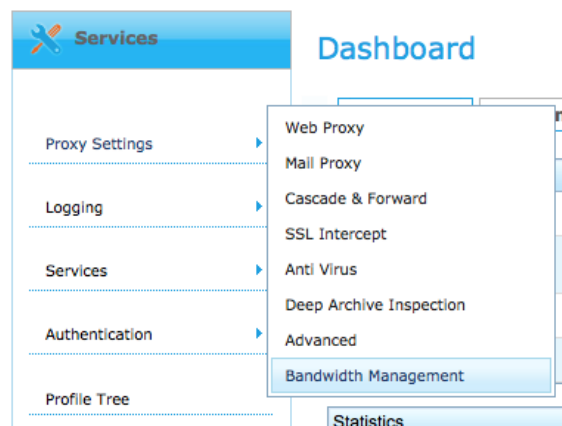 Services
Dashboard
Proxy Settings
Web Proxy
Mail Proxy
Cascade & Forward
Logging
SSL Intercept
Services
Anti Virus
Deep Archive Inspection
Authentication
Advanced
Bandwidth Management
Profile Tree
Statistics